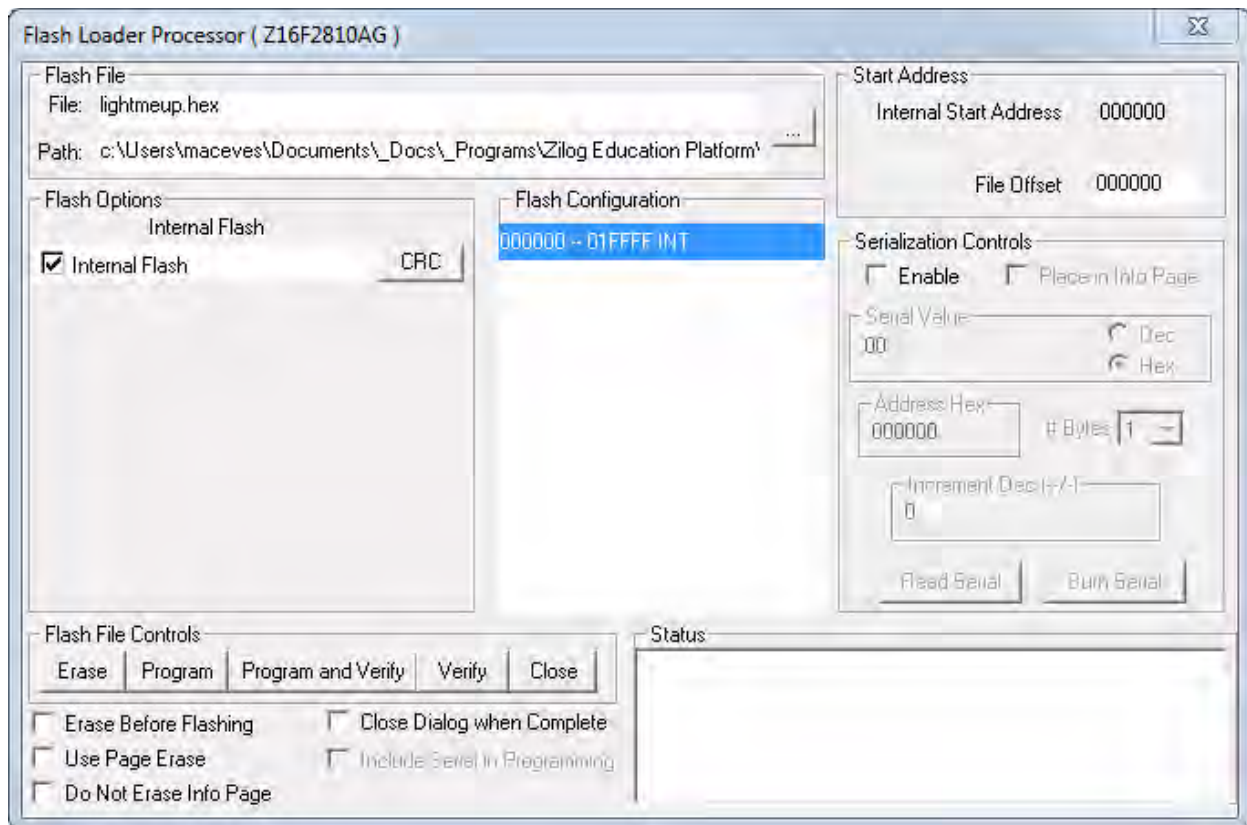 Flash Loader Processor ( Z16F2810AG )
Flash File
File: lightmeup.hex
Path: c:\Users\maceves\Documents\_Docs\_Programs\Zilog Education Platform\
...
Start Address
Internal Start Address 000000
File Offset 000000
Flash Options
Internal Flash
Internal Flash
CRC
Flash Configuration
000000 -- 01FFFF INT
Serialization Controls
Enable Place in Info Page
Serial Value
00
Dec
Hex
Address Hex
000000
# Bytes 1
Increment Dec (+/-)
0
Read Serial Burn Serial
Flash File Controls
Erase Program Program and Verify Verify Close
Erase Before Flashing Close Dialog when Complete
Use Page Erase Include Serial in Programming
Do Not Erase Info Page
Status